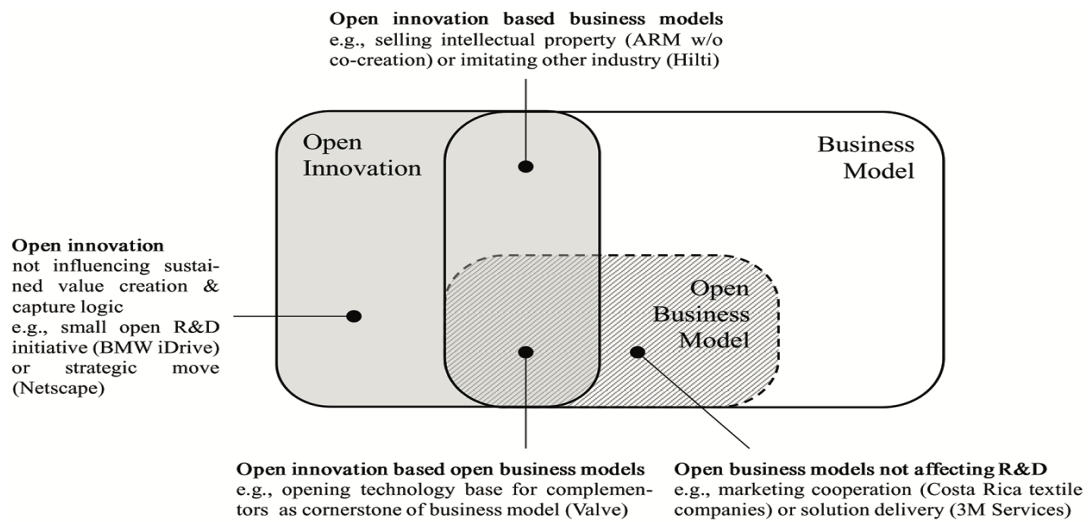 Open innovation based business models
e.g., selling intellectual property (ARM w/o
co-creation) or imitating other industry (Hilti)
Open
Innovation
Business
Model
Open innovation
not influencing sustai-
ned value creation &
capture logic
e.g., small open R&D
initiative (BMW iDrive)
or strategic move
(Netscape)
Open
Business
Model
Open innovation based open business models
e.g., opening technology base for complemen-
tors as cornerstone of business model (Valve)
Open business models not affecting R&D
e.g., marketing cooperation (Costa Rica textile
companies) or solution delivery (3M Services)